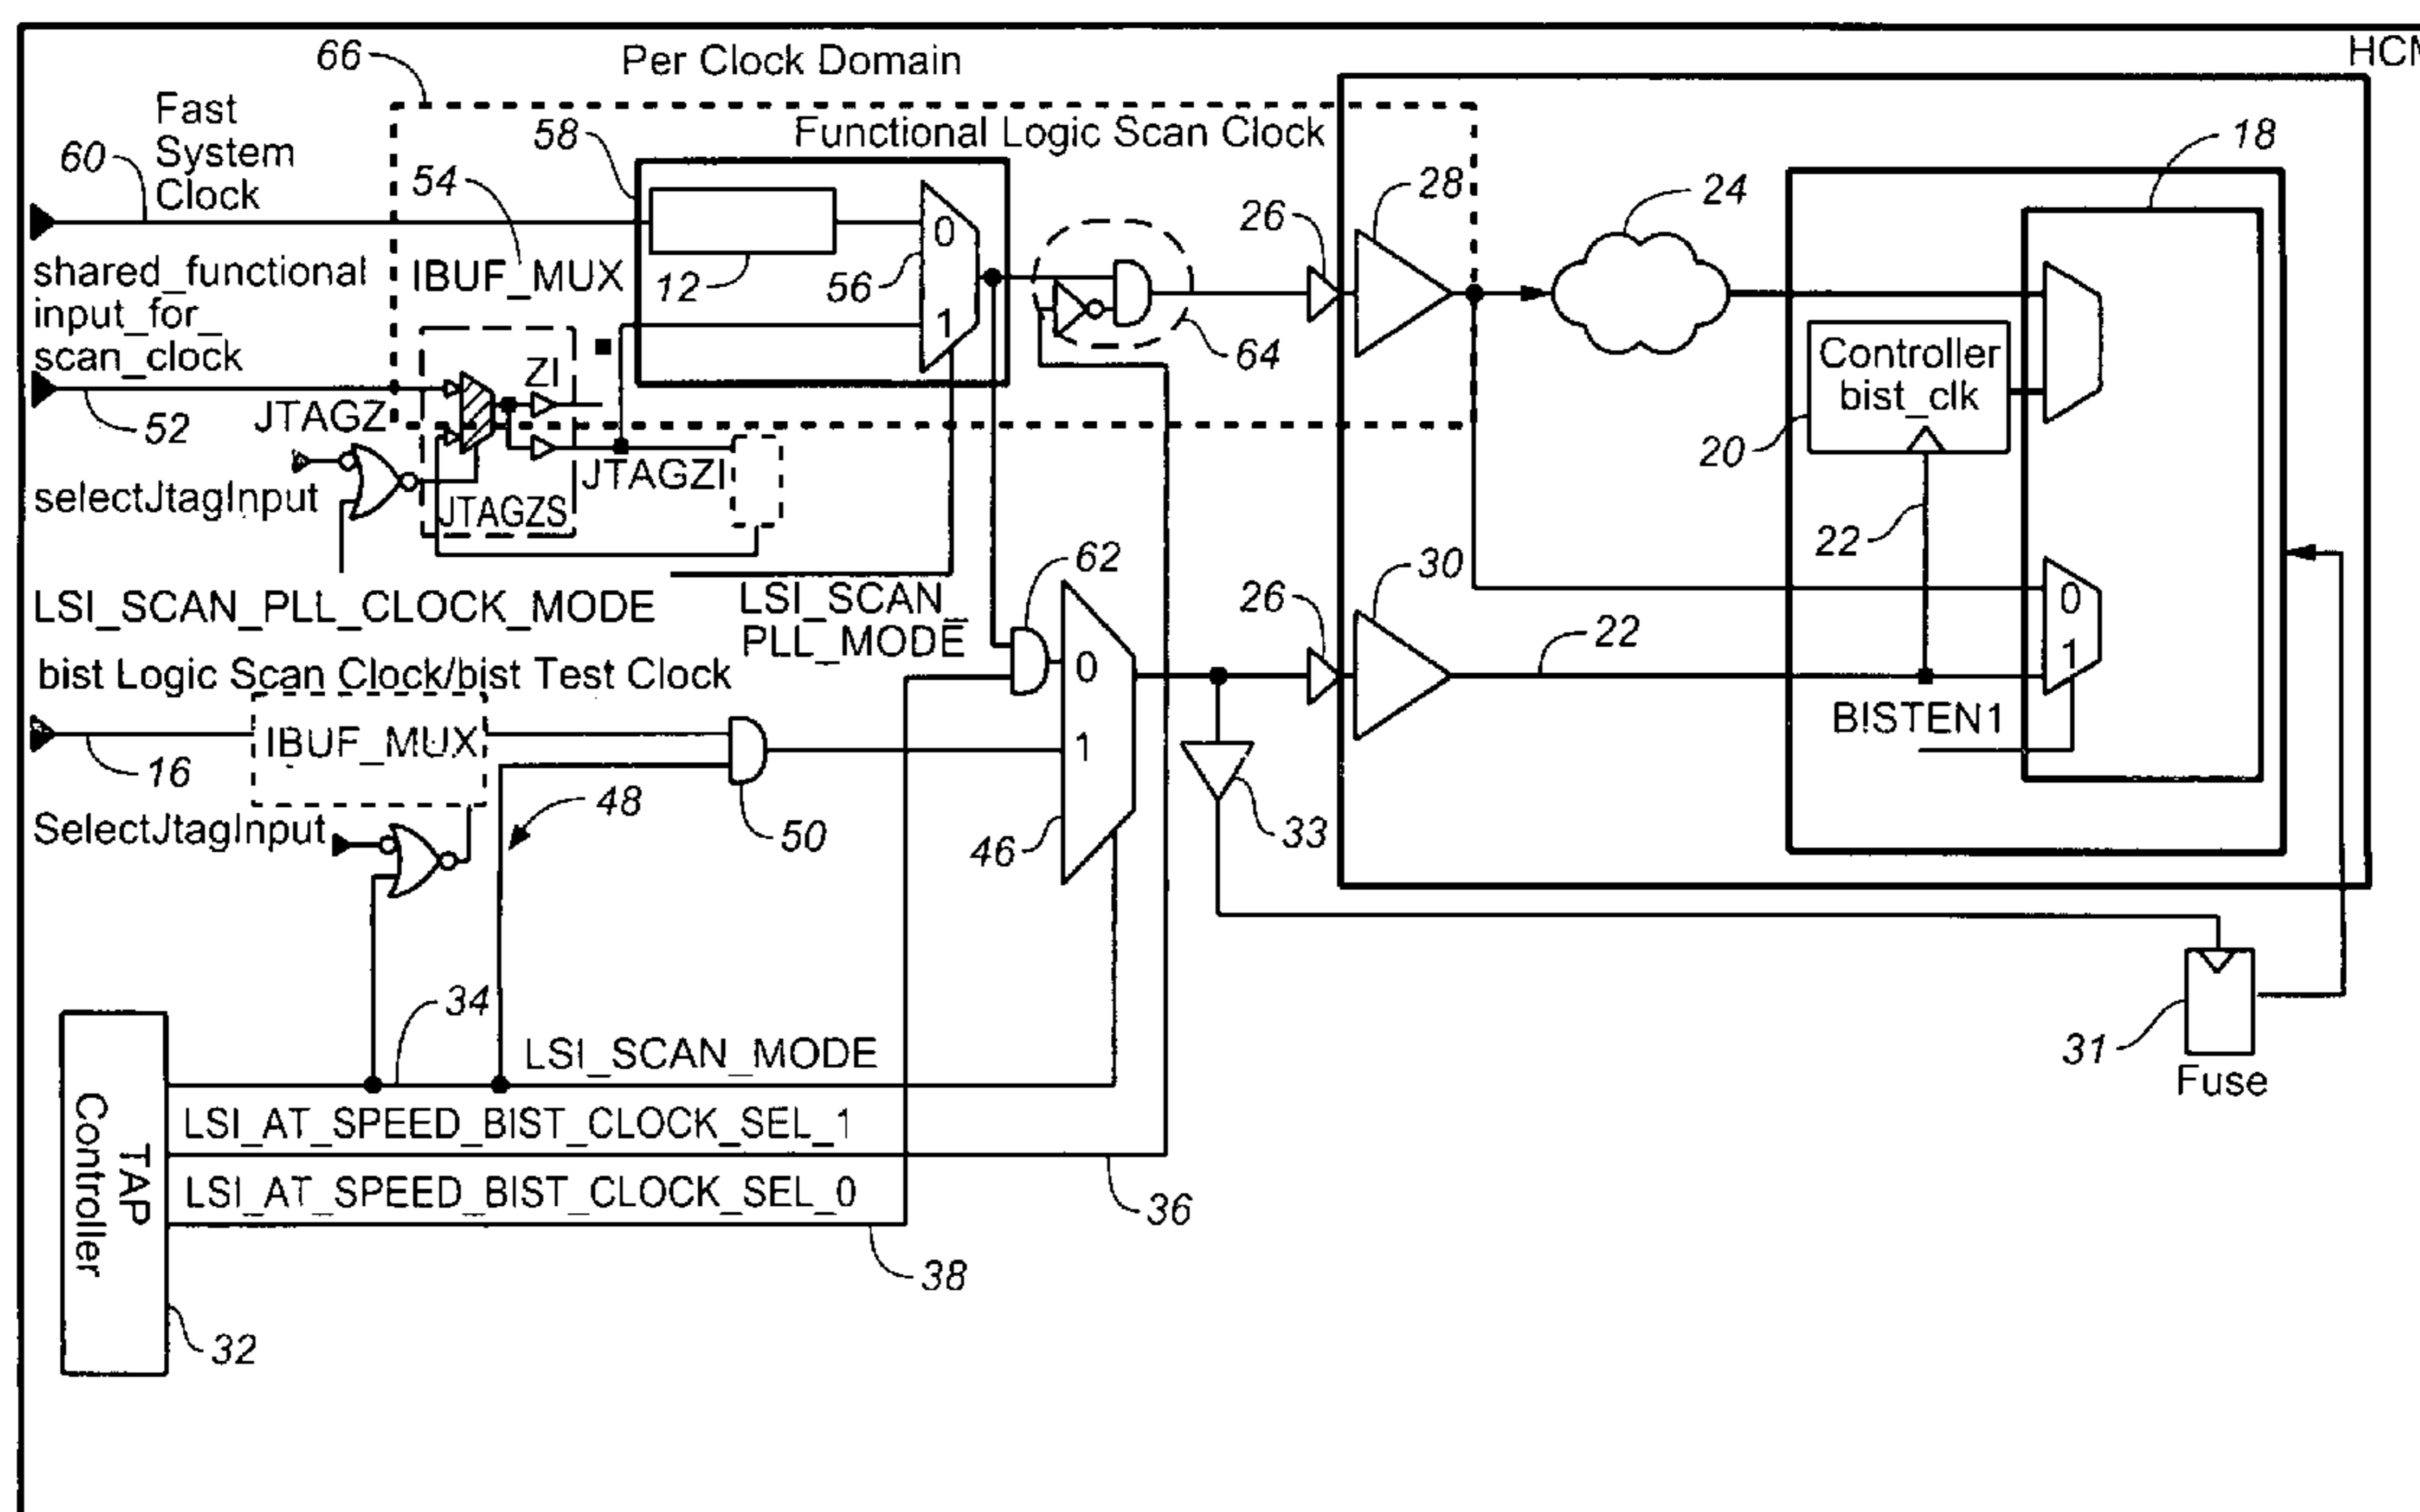 HCM
66
Per Clock Domain
Fast
System
Clock
60
58
Functional Logic Scan Clock
18
54
28
24
26
0
shared_functional
input_for_
scan_clock
IBUF_MUX
12
56
1
64
Controller
bist_clk
ZI
52
JTAGZ
20
selectJtagInput
JTAGZI
JTAGZS
22
62
30
26
0
LSI_SCAN_PLL_CLOCK_MODE
LSI_SCAN_
PLL_MODE
22
1
bist Logic Scan Clock/bist Test Clock
0
BISTEN1
IBUF_MUX
1
16
48
SelectJtagInput
50
46
33
34
LSI_SCAN_MODE
31
Fuse
TAP
Controller
LSI_AT_SPEED_BIST_CLOCK_SEL_1
LSI_AT_SPEED_BIST_CLOCK_SEL_0
36
38
32